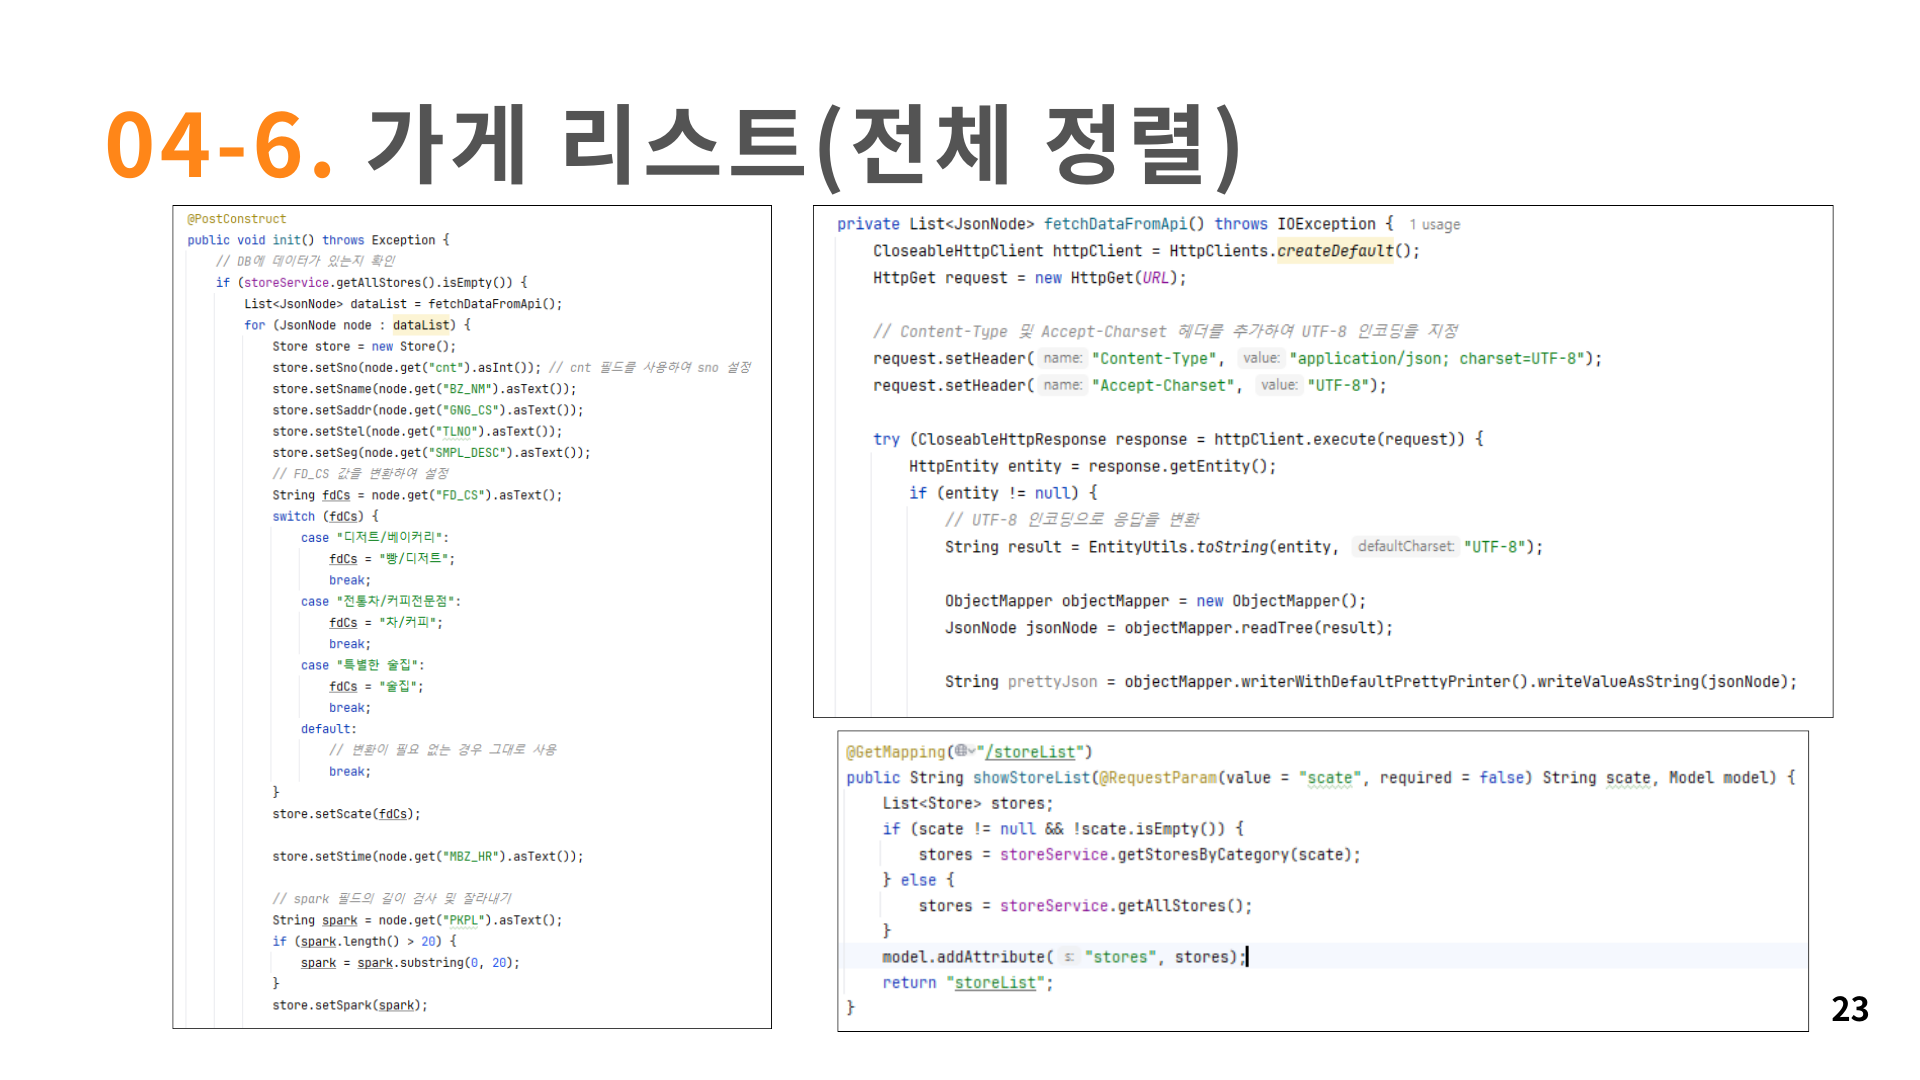 04-6. 가게 리스트(전체 정렬)
@PostConstruct
public void init() throws Exception {
// DB에 데이터가 있는지 확인
if (storeService.getAllStores().isEmpty()) {
List<JsonNode> dataList = fetchDataFromApi();
for (JsonNode node : dataList) {
Store store = new Store();
store.setSno(node.get("cnt").asInt()); // cnt 필드를 사용하여 sno 설정
store.setSname(node.get("BZ_NM").asText());
store.setSaddr(node.get("GNG_CS").asText());
store.setStel(node.get("TLNO").asText());
store.setSeg(node.get("SMPL_DESC").asText());
// FD_CS 값을 변환하여 설정
String fdCs = node.get("FD_CS").asText();
switch (fdCs) {
case "디저트/베이커리":
fdCs = "빵/디저트";
break;
case "전통차/커피전문점":
fdCs = "차/커피";
break;
case "특별한 술집":
fdCs = "술집";
break;
default:
// 변환이 필요 없는 경우 그대로 사용
break;
}
store.setScate(fdCs);
store.setStime(node.get("MBZ_HR").asText());
// spark 필드의 길이 검사 및 잘라내기
String spark = node.get("PKPL").asText();
if (spark.length() > 20) {
spark = spark.substring(0, 20);
}
store.setSpark(spark);
private List<JsonNode> fetchDataFromApi() throws IOException { 1 usage
CloseableHttpClient httpClient = HttpClients.createDefault();
HttpGet request = new HttpGet(URL);
// Content-Type 및 Accept-Charset 헤더를 추가하여 UTF-8 인코딩을 지정
request.setHeader( name: "Content-Type", value: "application/json; charset=UTF-8");
request.setHeader( name: "Accept-Charset", value: "UTF-8");
try (CloseableHttpResponse response = httpClient.execute(request)) {
HttpEntity entity = response.getEntity();
if (entity != null) {
// UTF-8 인코딩으로 응답을 변환
String result = EntityUtils.toString(entity, defaultCharset: "UTF-8");
ObjectMapper objectMapper = new ObjectMapper();
JsonNode jsonNode = objectMapper.readTree(result);
String prettyJson = objectMapper.writerWithDefaultPrettyPrinter().writeValueAsString(jsonNode);
@GetMapping("/storeList")
public String showStoreList(@RequestParam(value = "scate", required = false) String scate, Model model) {
List<Store> stores;
if (scate != null && !scate.isEmpty()) {
stores = storeService.getStoresByCategory(scate);
} else {
stores = storeService.getAllStores();
}
model.addAttribute( s: "stores", stores);
return "storeList";
}
23